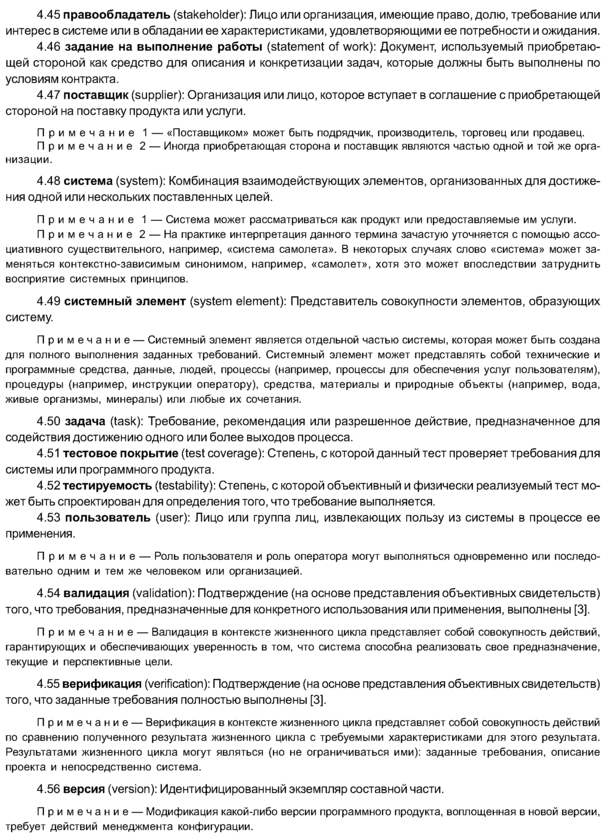 4.45 правообладатель (stakeholder): Лицо или организация, имеющие право, долю, требование или
интерес в системе или в обладании ее характеристиками, удовлетворяющими ее потребности и ожидания.
4.46 задание на выполнение работы (statement of work): Документ, используемый приобретаю-
щей стороной как средство для описания и конкретизации задач, которые должны быть выполнены по
условиям контракта.
4.47 поставщик (supplier): Организация или лицо, которое вступает в соглашение с приобретающей
стороной на поставку продукта или услуги.
Примечание 1 — «Поставщиком» может быть подрядчик, производитель, торговец или продавец.
Примечание 2 — Иногда приобретающая сторона и поставщик являются частью одной и той же орга-
низации.
4.48 система (system): Комбинация взаимодействующих элементов, организованных для достиже-
ния одной или нескольких поставленных целей.
Примечание 1 — Система может рассматриваться как продукт или предоставляемые им услуги.
Примечание 2 — На практике интерпретация данного термина зачастую уточняется с помощью ассо-
циативного существительного, например, «система самолета». В некоторых случаях слово «система» может за-
меняться контекстно-зависимым синонимом, например, «самолет», хотя это может впоследствии затруднить
восприятие системных принципов.
4.49 системный элемент (system element): Представитель совокупности элементов, образующих
систему.
Примечание — Системный элемент является отдельной частью системы, которая может быть создана
для полного выполнения заданных требований. Системный элемент может представлять собой технические и
программные средства, данные, людей, процессы (например, процессы для обеспечения услуг пользователям),
процедуры (например, инструкции оператору), средства, материалы и природные объекты (например, вода,
живые организмы, минералы) или любые их сочетания.
4.50 задача (task): Требование, рекомендация или разрешенное действие, предназначенное для
содействия достижению одного или более выходов процесса.
4.51 тестовое покрытие (test coverage): Степень, с которой данный тест проверяет требования для
системы или программного продукта.
4.52 тестируемость (testability): Степень, с которой объективный и физически реализуемый тест мо-
жет быть спроектирован для определения того, что требование выполняется.
4.53 пользователь (user): Лицо или группа лиц, извлекающих пользу из системы в процессе ее
применения.
Примечание — Роль пользователя и роль оператора могут выполняться одновременно или последо-
вательно одним и тем же человеком или организацией.
4.54 валидация (validation): Подтверждение (на основе представления объективных свидетельств)
того, что требования, предназначенные для конкретного использования или применения, выполнены [3].
Примечание — Валидация в контексте жизненного цикла представляет собой совокупность действий,
гарантирующих и обеспечивающих уверенность в том, что система способна реализовать свое предназначение,
текущие и перспективные цели.
4.55 верификация (verification): Подтверждение (на основе представления объективных свидетельств)
того, что заданные требования полностью выполнены [3].
Примечание — Верификация в контексте жизненного цикла представляет собой совокупность действий
по сравнению полученного результата жизненного цикла с требуемыми характеристиками для этого результата.
Результатами жизненного цикла могут являться (но не ограничиваться ими): заданные требования, описание
проекта и непосредственно система.
4.56 версия (version): Идентифицированный экземпляр составной части.
Примечание — Модификация какой-либо версии программного продукта, воплощенная в новой версии,
требует действий менеджмента конфигурации.